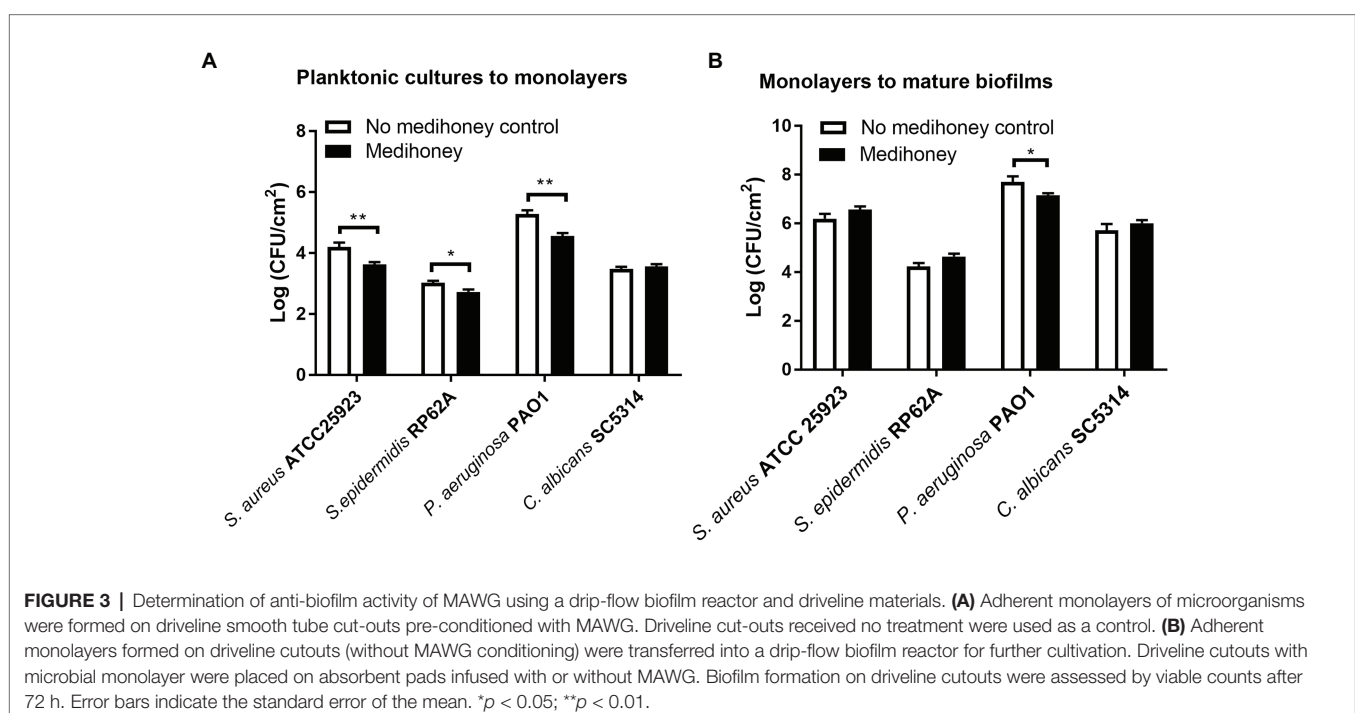 A
Planktonic cultures to monolayers
No medihoney control
Medihoney
Log (CFU/cm²)
8
6
4
2
0
**
*
**
S. aureus ATCC25923
S.epidermidis RP62A
P. aeruginosa PAO1
C. albicans SC5314
B
Monolayers to mature biofilms
No medihoney control
Medihoney
Log (CFU/cm²)
10
8
6
4
2
0
*
S. aureus ATCC 25923
S. epidermidis RP62A
P. aeruginosa PAO1
C. albicans SC5314
FIGURE 3 | Determination of anti-biofilm activity of MAWG using a drip-flow biofilm reactor and driveline materials. (A) Adherent monolayers of microorganisms
were formed on driveline smooth tube cut-outs pre-conditioned with MAWG. Driveline cut-outs received no treatment were used as a control. (B) Adherent
monolayers formed on driveline cutouts (without MAWG conditioning) were transferred into a drip-flow biofilm reactor for further cultivation. Driveline cutouts with
microbial monolayer were placed on absorbent pads infused with or without MAWG. Biofilm formation on driveline cutouts were assessed by viable counts after
72 h. Error bars indicate the standard error of the mean. *p < 0.05; **p < 0.01.